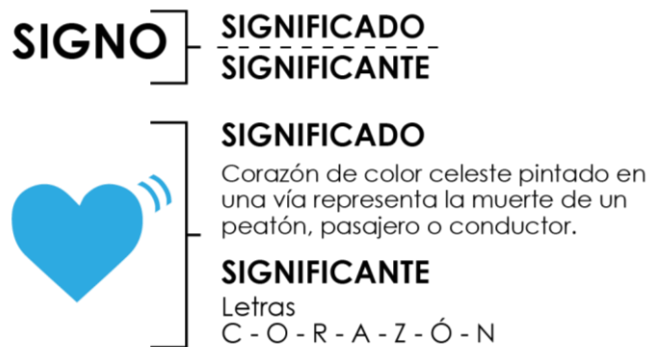 SIGNO
SIGNIFICADO
SIGNIFICANTE
SIGNIFICADO
Corazón de color celeste pintado en
una vía representa la muerte de un
peatón, pasajero o conductor.
SIGNIFICANTE
Letras
C - O - R - A - Z - Ó - N